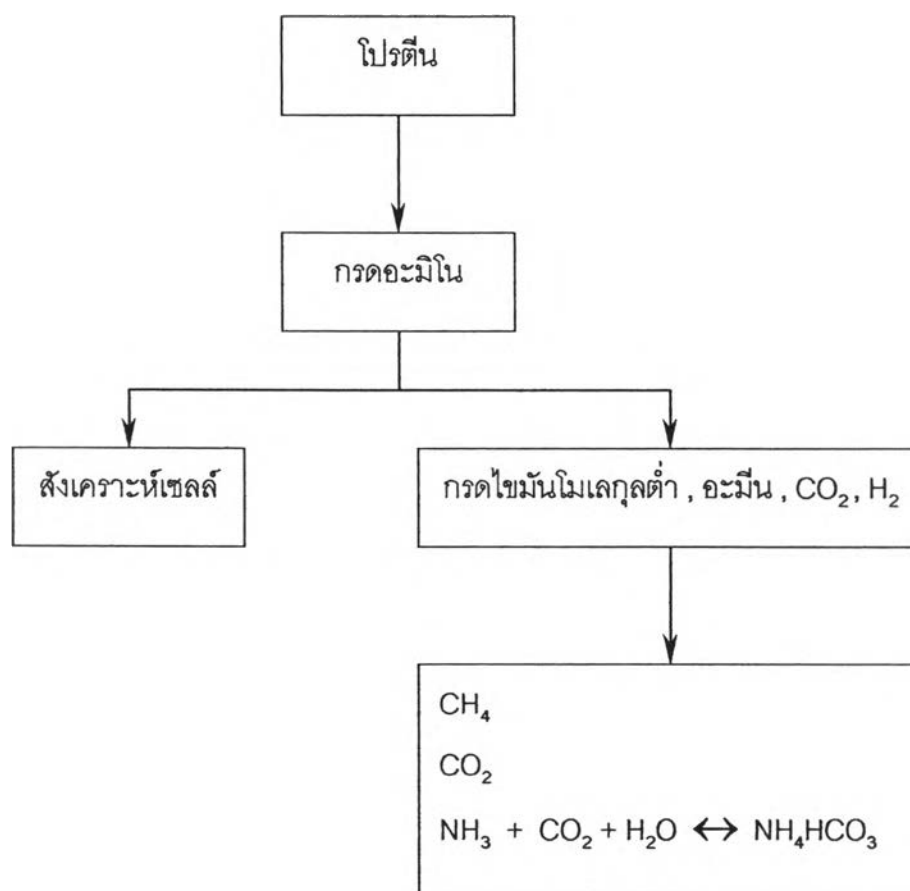 โปรตีน
กรดอะมิโน
สังเคราะห์เซลล์
กรดไขมันโมเลกุลต่ำ , อะมีน , CO₂, H₂
CH₄
CO₂
NH₃ + CO₂ + H₂O ↔ NH₄HCO₃